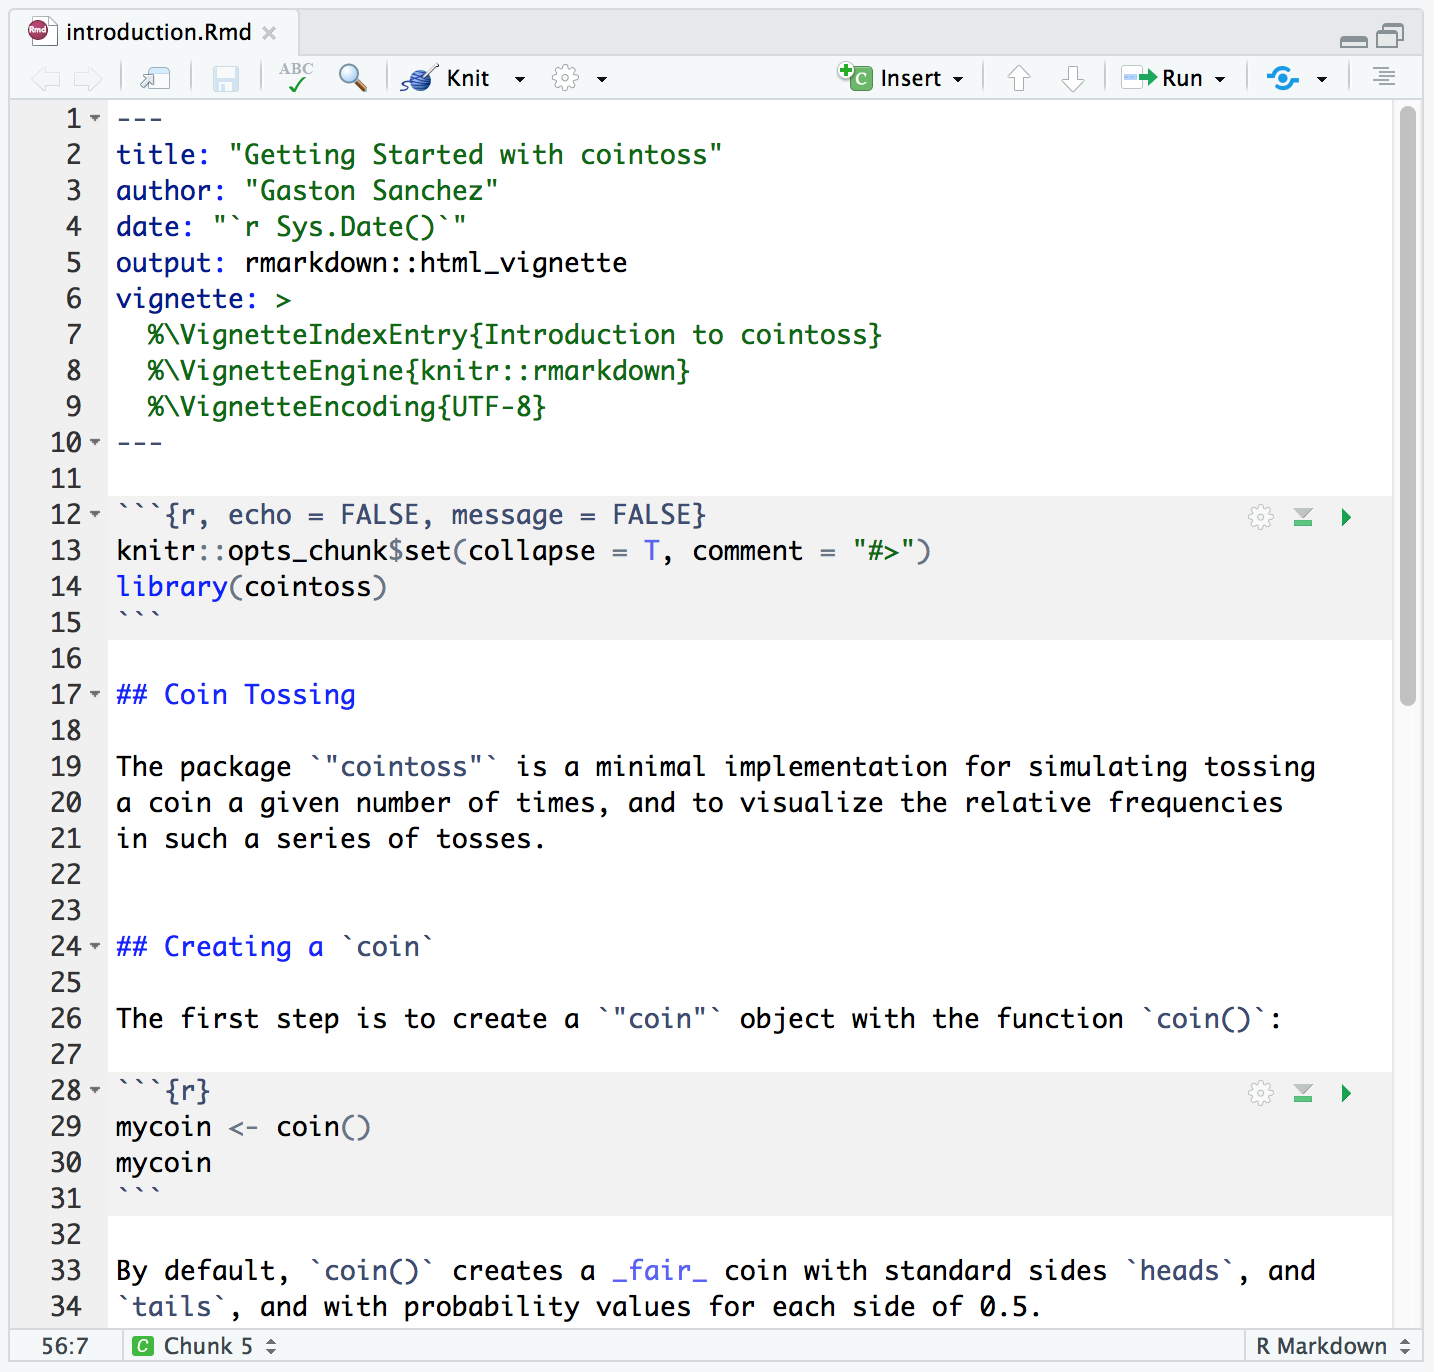 introduction.Rmd
ABC Knit Insert Run
1 ---
2 title: "Getting Started with cointoss"
3 author: "Gaston Sanchez"
4 date: "`r Sys.Date()`"
5 output: rmarkdown::html_vignette
6 vignette: >
7   %\VignetteIndexEntry{Introduction to cointoss}
8   %\VignetteEngine{knitr::rmarkdown}
9   %\VignetteEncoding{UTF-8}
10 ---
11
12 ```{r, echo = FALSE, message = FALSE}
13 knitr::opts_chunk$set(collapse = T, comment = "#>")
14 library(cointoss)
15 ```
16
17 ## Coin Tossing
18
19 The package `"cointoss"` is a minimal implementation for simulating tossing
20 a coin a given number of times, and to visualize the relative frequencies
21 in such a series of tosses.
22
23
24 ## Creating a `coin`
25
26 The first step is to create a `"coin"` object with the function `coin()`:
27
28 ```{r}
29 mycoin <- coin()
30 mycoin
31 ```
32
33 By default, `coin()` creates a _fair_ coin with standard sides `heads`, and
34 `tails`, and with probability values for each side of 0.5.
56:7 C Chunk 5 R Markdown